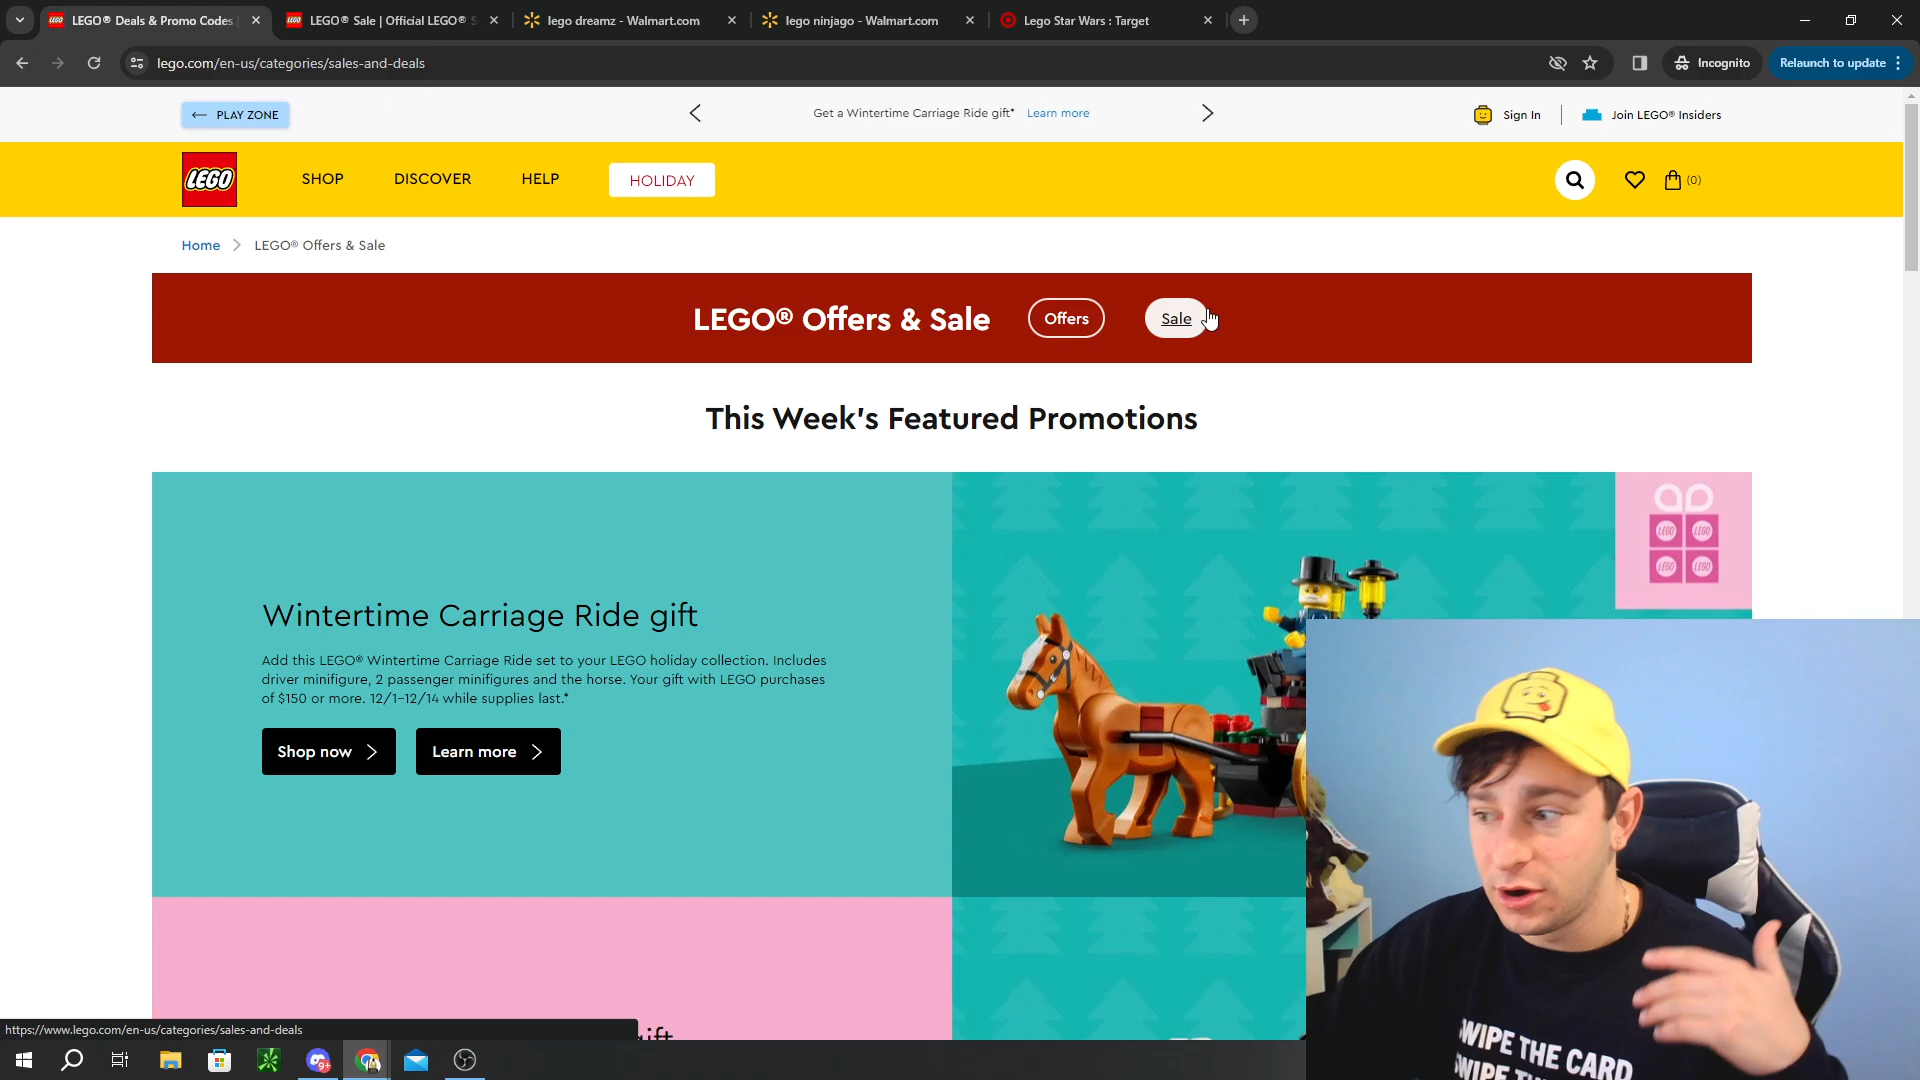 LEGO® Deals & Promo Codes
LEGO® Sale | Official LEGO® S
lego dreamz - Walmart.com
lego ninjago - Walmart.com
Lego Star Wars : Target
lego.com/en-us/categories/sales-and-deals
Incognito
Relaunch to update
PLAY ZONE
Get a Wintertime Carriage Ride gift* Learn more
Sign In
Join LEGO® Insiders
LEGO
SHOP
DISCOVER
HELP
HOLIDAY
(0)
Home
LEGO® Offers & Sale
LEGO® Offers & Sale
Offers
Sale
This Week's Featured Promotions
LEGO LEGO
LEGO LEGO
Wintertime Carriage Ride gift
Add this LEGO® Wintertime Carriage Ride set to your LEGO holiday collection. Includes
driver minifigure, 2 passenger minifigures and the horse. Your gift with LEGO purchases
of $150 or more. 12/1-12/14 while supplies last.*
Shop now
Learn more
https://www.lego.com/en-us/categories/sales-and-deals
9+
SWIPE THE CARD